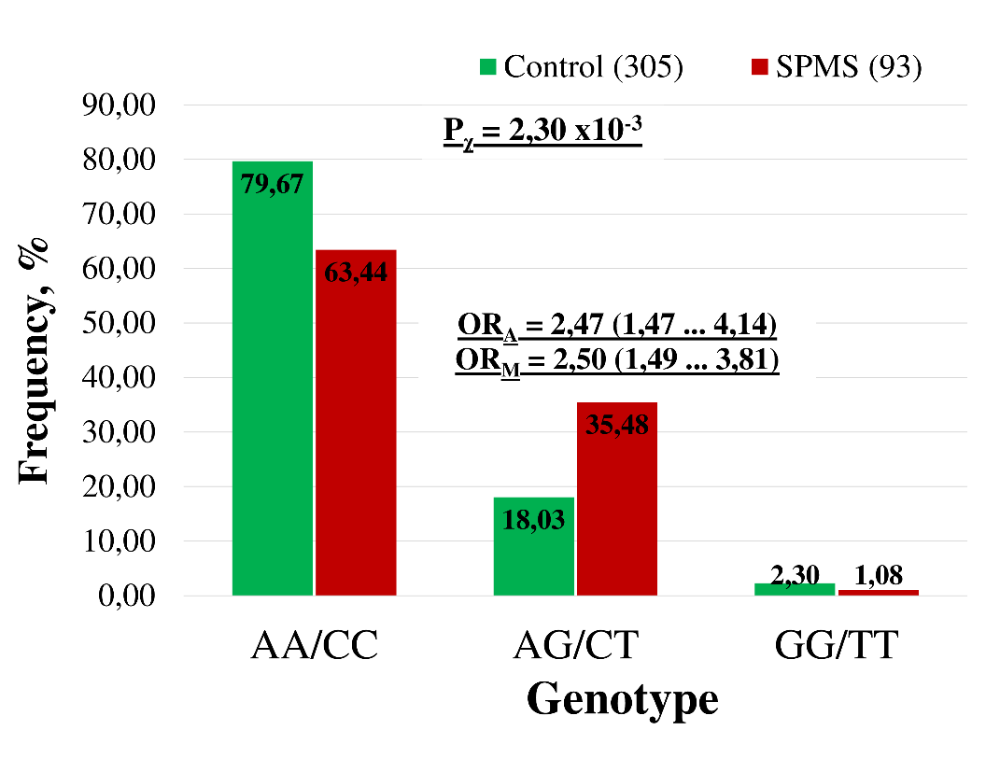 Control (305) SPMS (93)
90,00
Pχ = 2,30 x10-3
80,00
79,67
70,00
63,44
60,00
50,00
ORA = 2,47 (1,47 ... 4,14)
ORM = 2,50 (1,49 ... 3,81)
40,00
35,48
30,00
20,00
18,03
10,00
2,30 1,08
0,00
AA/CC AG/CT GG/TT
Genotype
Frequency, %